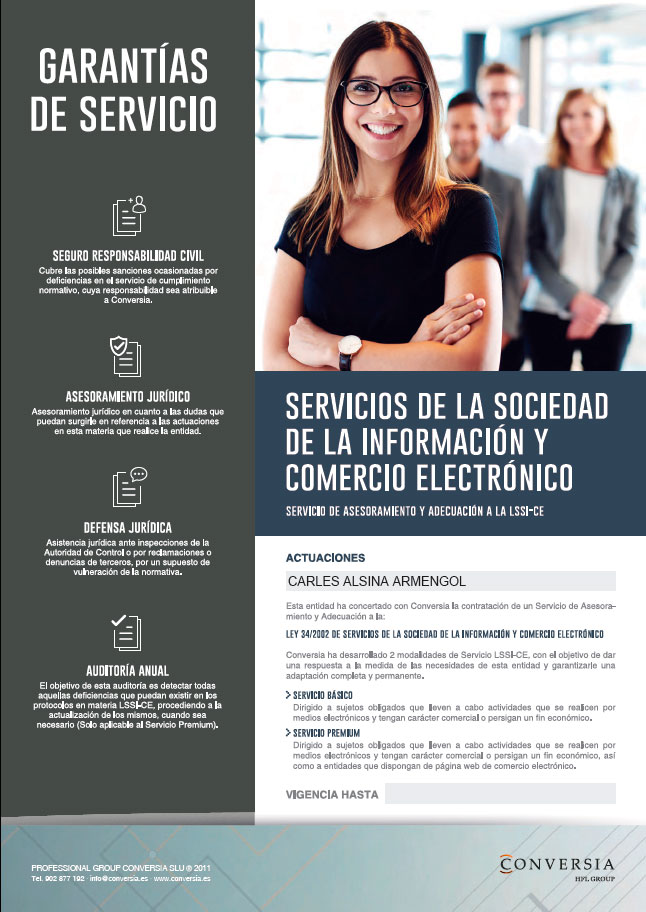 GARANTÍAS
DE SERVICIO
SEGURO RESPONSABILIDAD CIVIL
Cubre las posibles sanciones ocasionadas por
deficiencias en el servicio de cumplimiento
normativo, cuya responsabilidad sea atribuible
a Conversia.
ASESORAMIENTO JURÍDICO
Asesoramiento jurídico en cuanto a las dudas que
puedan surgirle en referencia a las actuaciones
en esta materia que realice la entidad.
DEFENSA JURÍDICA
Asistencia jurídica ante inspecciones de la
Autoridad de Control o por reclamaciones o
denuncias de terceros, por un supuesto de
vulneración de la normativa.
AUDITORÍA ANUAL
El objetivo de esta auditoría es detectar todas
aquellas deficiencias que puedan existir en los
protocolos en materia LSSI-CE, procediendo a la
actualización de los mismos, cuando sea
necesario (Solo aplicable al Servicio Premium).
SERVICIOS DE LA SOCIEDAD
DE LA INFORMACIÓN Y
COMERCIO ELECTRÓNICO
SERVICIO DE ASESORAMIENTO Y ADECUACIÓN A LA LSSI-CE
ACTUACIONES
CARLES ALSINA ARMENGOL
Esta entidad ha concertado con Conversia la contratación de un Servicio de Asesora-
miento y Adecuación a la:
LEY 34/2002 DE SERVICIOS DE LA SOCIEDAD DE LA INFORMACIÓN Y COMERCIO ELECTRÓNICO
Conversia ha desarrollado 2 modalidades de Servicio LSSI-CE, con el objetivo de dar
una respuesta a la medida de las necesidades de esta entidad y garantizarle una
adaptación completa y permanente.
> SERVICIO BÁSICO
Dirigido a sujetos obligados que lleven a cabo actividades que se realicen por
medios electrónicos y tengan carácter comercial o persigan un fin económico.
> SERVICIO PREMIUM
Dirigido a sujetos obligados que lleven a cabo actividades que se realicen por
medios electrónicos y tengan carácter comercial o persigan un fin económico, así
como a entidades que dispongan de página web de comercio electrónico.
VIGENCIA HASTA
PROFESSIONAL GROUP CONVERSIA SLU ® 2011
Tel. 902 877 192 · info@conversia.es · www.conversia.es
CONVERSIA
HFL GROUP